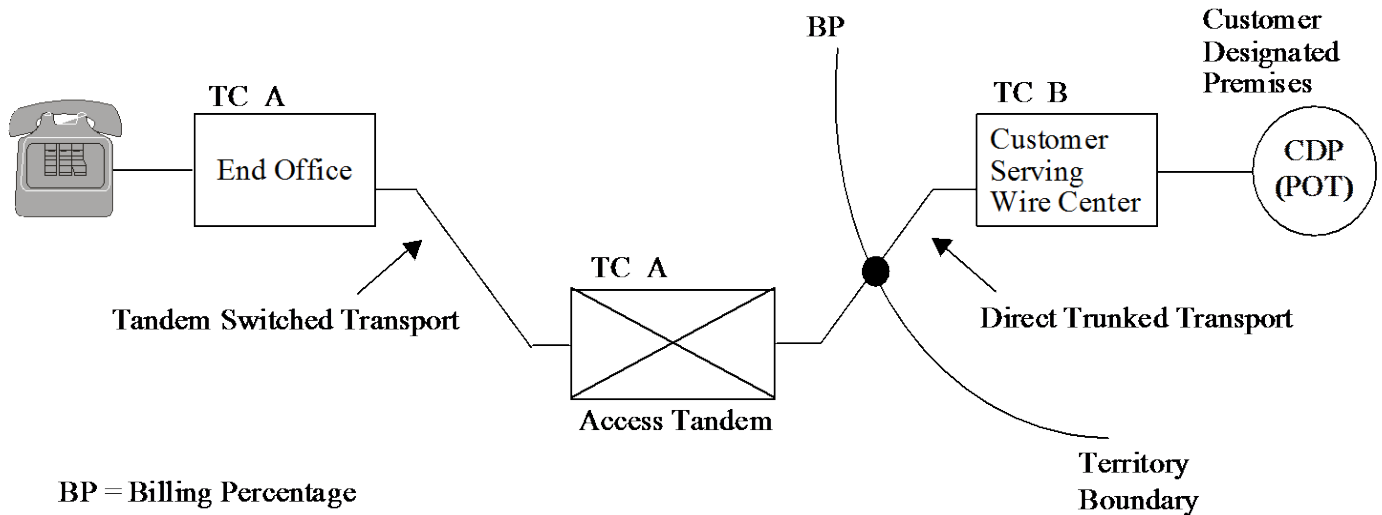 BP
Customer
Designated
Premises
TC A
End Office
TC B
Customer
Serving
Wire Center
CDP
(POT)
Tandem Switched Transport
TC A
Access Tandem
Direct Trunked Transport
Territory
Boundary
BP = Billing Percentage